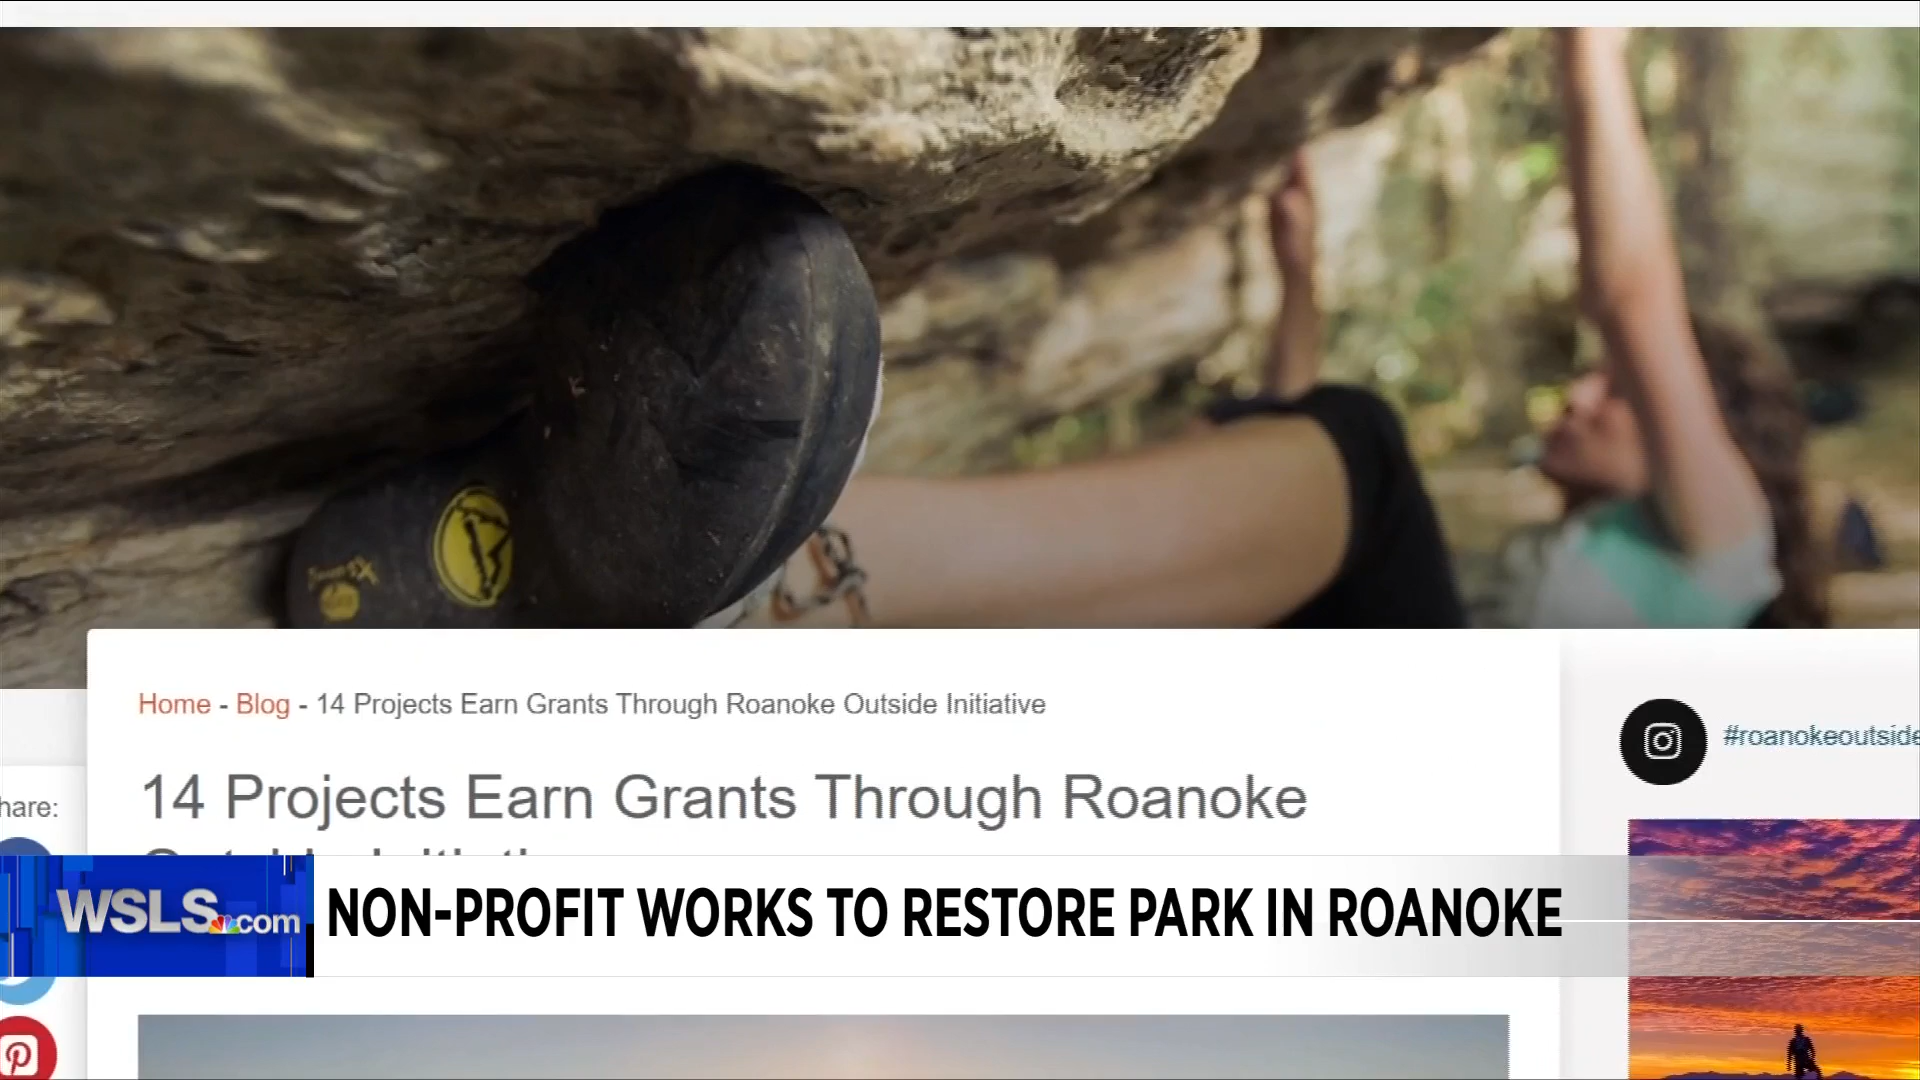 Home - Blog - 14 Projects Earn Grants Through Roanoke Outside Initiative
#roanokeoutside
14 Projects Earn Grants Through Roanoke
hare:
WSLS.com
NON-PROFIT WORKS TO RESTORE PARK IN ROANOKE